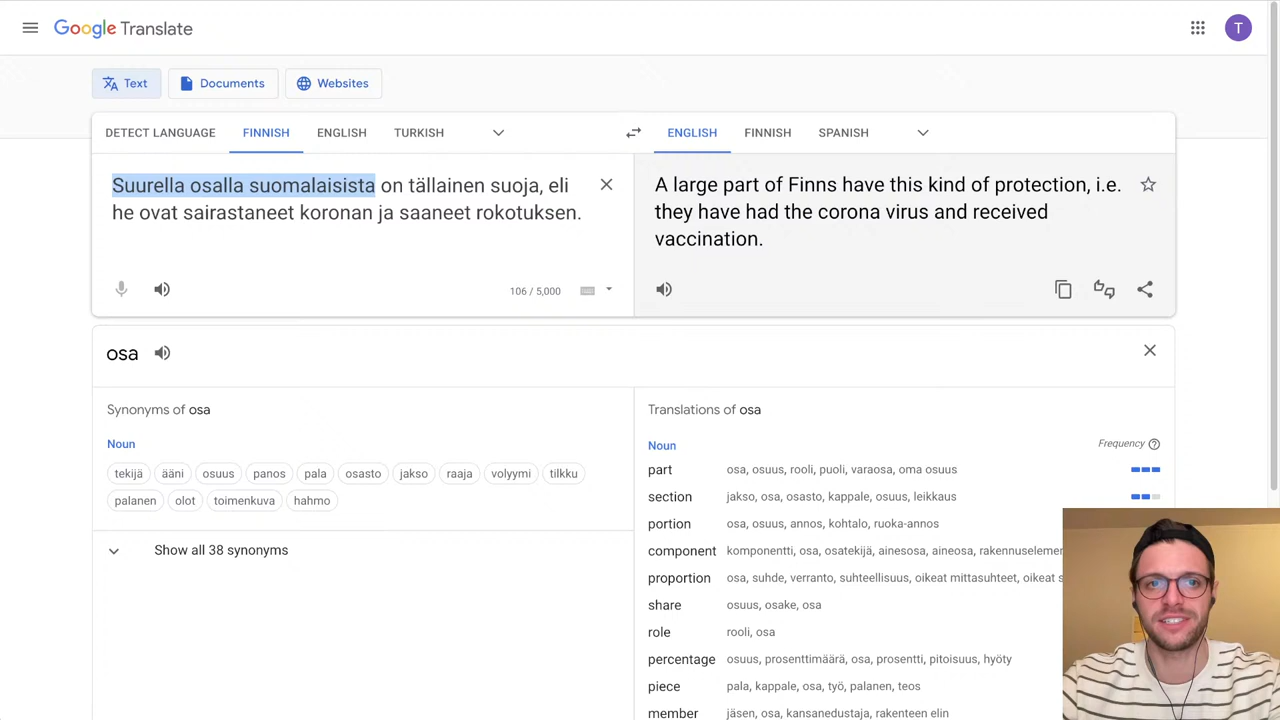 Google Translate
T
Text
Documents
Websites
DETECT LANGUAGE
FINNISH
ENGLISH
TURKISH
ENGLISH
FINNISH
SPANISH
Suurella osalla suomalaisista on tällainen suoja, eli
he ovat sairastaneet koronan ja saaneet rokotuksen.
106 / 5,000
A large part of Finns have this kind of protection, i.e.
they have had the corona virus and received
vaccination.
osa
Synonyms of osa
Noun
tekijä ääni osuus panos pala osasto jakso raaja volyymi tilkku
palanen olot toimenkuva hahmo
Show all 38 synonyms
Translations of osa
Noun
Frequency
part osa, osuus, rooli, puoli, varaosa, oma osuus
section jakso, osa, osasto, kappale, osuus, leikkaus
portion osa, osuus, annos, kohtalo, ruoka-annos
component komponentti, osa, osatekijä, ainesosa, aineosa, rakennuselemen
proportion osa, suhde, verranto, suhteellisuus, oikeat mittasuhteet, oikeat s
share osuus, osake, osa
role rooli, osa
percentage osuus, prosenttimäärä, osa, prosentti, pitoisuus, hyöty
piece pala, kappale, osa, työ, palanen, teos
member jäsen, osa, kansanedustaja, rakenteen elin